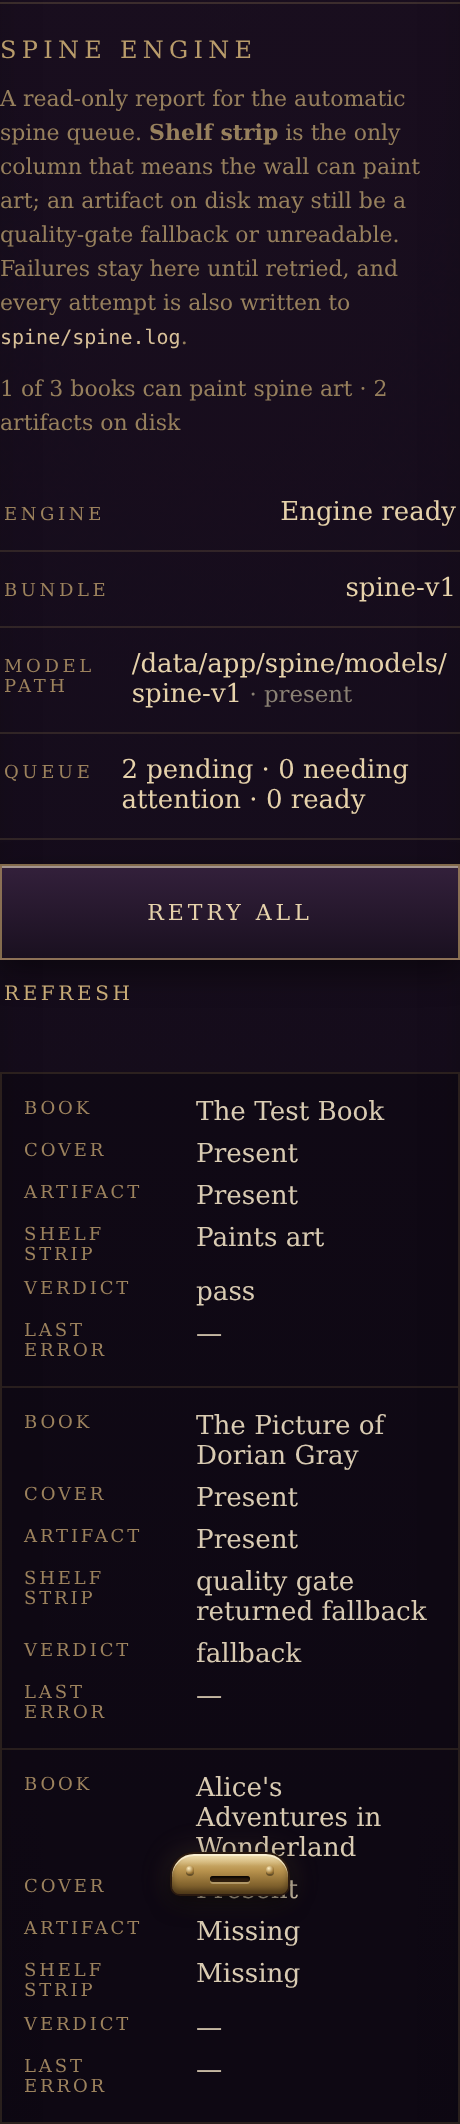 SPINE ENGINE
A read-only report for the automatic
spine queue. Shelf strip is the only
column that means the wall can paint
art; an artifact on disk may still be a
quality-gate fallback or unreadable.
Failures stay here until retried, and
every attempt is also written to
spine/spine.log.
1 of 3 books can paint spine art · 2
artifacts on disk
ENGINE Engine ready
BUNDLE spine-v1
MODEL PATH /data/app/spine/models/
spine-v1 · present
QUEUE 2 pending · 0 needing
attention · 0 ready
RETRY ALL
REFRESH
BOOK The Test Book
COVER Present
ARTIFACT Present
SHELF STRIP Paints art
VERDICT pass
LAST ERROR —
BOOK The Picture of
Dorian Gray
COVER Present
ARTIFACT Present
SHELF STRIP quality gate
returned fallback
VERDICT fallback
LAST ERROR —
BOOK Alice's
Adventures in
Wonderland
COVER Present
ARTIFACT Missing
SHELF STRIP Missing
VERDICT —
LAST ERROR —